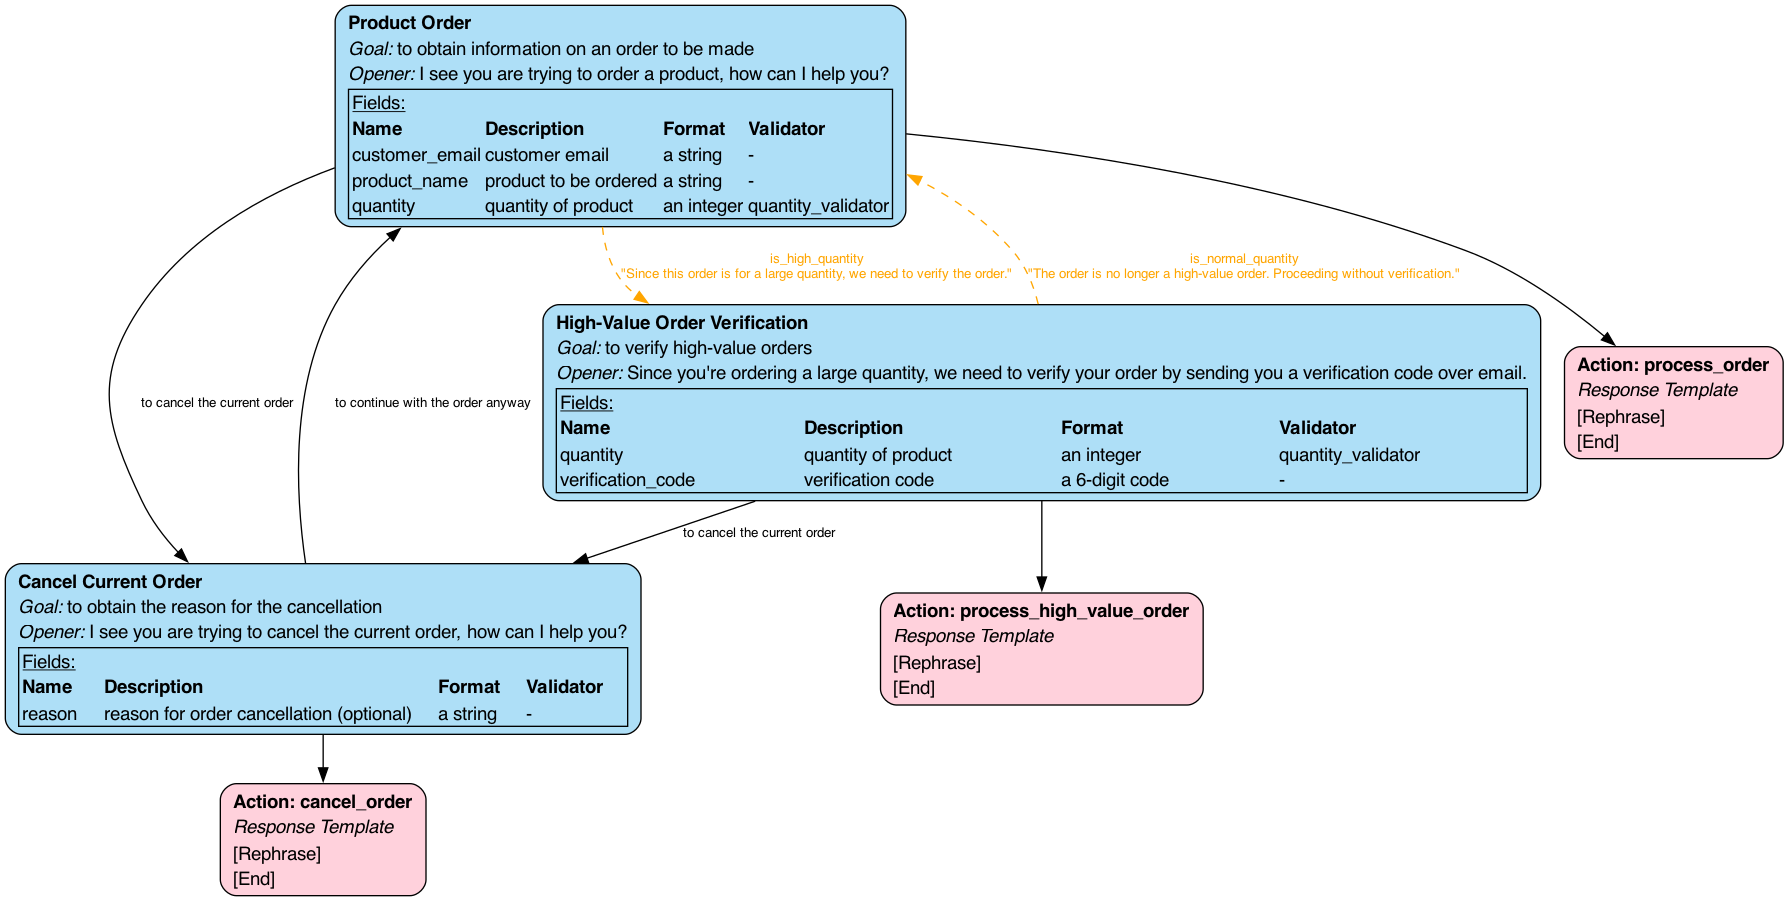 Product Order
Goal: to obtain information on an order to be made
Opener: I see you are trying to order a product, how can I help you?
Fields:
Name Description Format Validator
customer_email customer email a string -
product_name product to be ordered a string -
quantity quantity of product an integer quantity_validator
is_high_quantity
"Since this order is for a large quantity, we need to verify the order."
is_normal_quantity
"The order is no longer a high-value order. Proceeding without verification."
High-Value Order Verification
Goal: to verify high-value orders
Opener: Since you're ordering a large quantity, we need to verify your order by sending you a verification code over email.
Fields:
Name Description Format Validator
quantity quantity of product an integer quantity_validator
verification_code verification code a 6-digit code -
Action: process_order
Response Template
[Rephrase]
[End]
to cancel the current order
to continue with the order anyway
to cancel the current order
Cancel Current Order
Goal: to obtain the reason for the cancellation
Opener: I see you are trying to cancel the current order, how can I help you?
Fields:
Name Description Format Validator
reason reason for order cancellation (optional) a string -
Action: process_high_value_order
Response Template
[Rephrase]
[End]
Action: cancel_order
Response Template
[Rephrase]
[End]